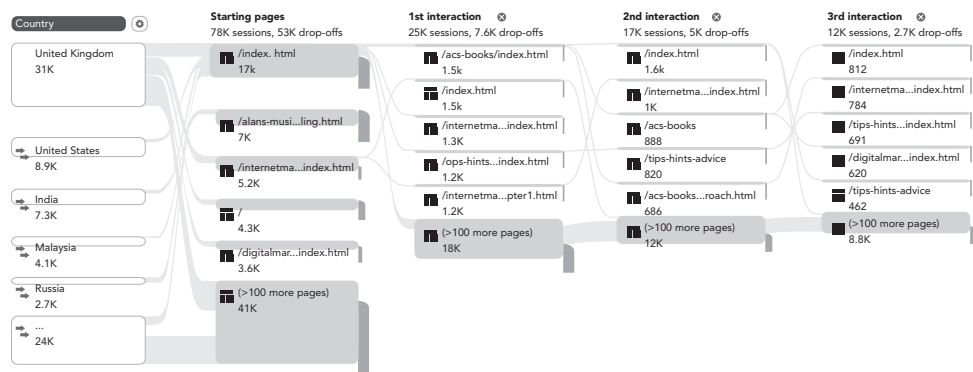 Country
United Kingdom
31K
United States
8.9K
India
7.3K
Malaysia
4.1K
Russia
2.7K
...
24K
Starting pages
78K sessions, 53K drop-offs
/index. html
17k
/alans-musi...ling.html
7K
/internetma...index.html
5.2K
/
4.3K
/digitalmar...index.html
3.6K
(>100 more pages)
41K
1st interaction
25K sessions, 7.6K drop-offs
/acs-books/index.html
1.5k
/index.html
1.5k
/internetma...index.html
1.3K
/ops-hints...index.html
1.2K
/internetma...pter1.html
1.2K
(>100 more pages)
18K
2nd interaction
17K sessions, 5K drop-offs
/index.html
1.6k
/internetma...index.html
1K
/acs-books
888
/tips-hints-advice
820
/acs-books...roach.html
686
(>100 more pages)
12K
3rd interaction
12K sessions, 2.7K drop-offs
/index.html
812
/internetma...index.html
784
/tips-hints...index.html
691
/digitalmar...index.html
620
/tips-hints-advice
462
(>100 more pages)
8.8K